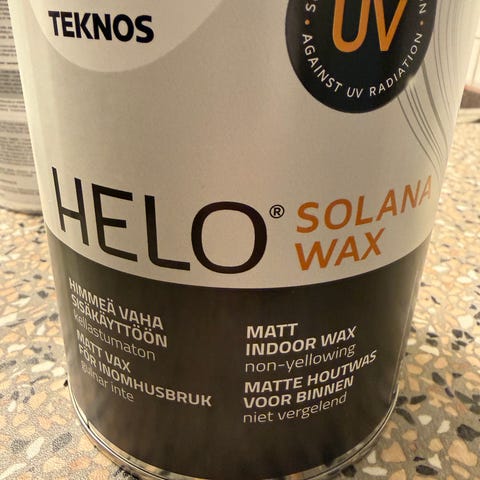 TEKNOS
UV
AGAINST UV RADIATION
HELO® SOLANA
WAX
HIMMEÄ VAHA
SISÄKÄYTTÖÖN
kellastumaton
MATT VAX
FÖR INOMHUSBRUK
gulnar inte
MATT
INDOOR WAX
non-yellowing
MATTE HOUTWAS
VOOR BINNEN
niet vergelend